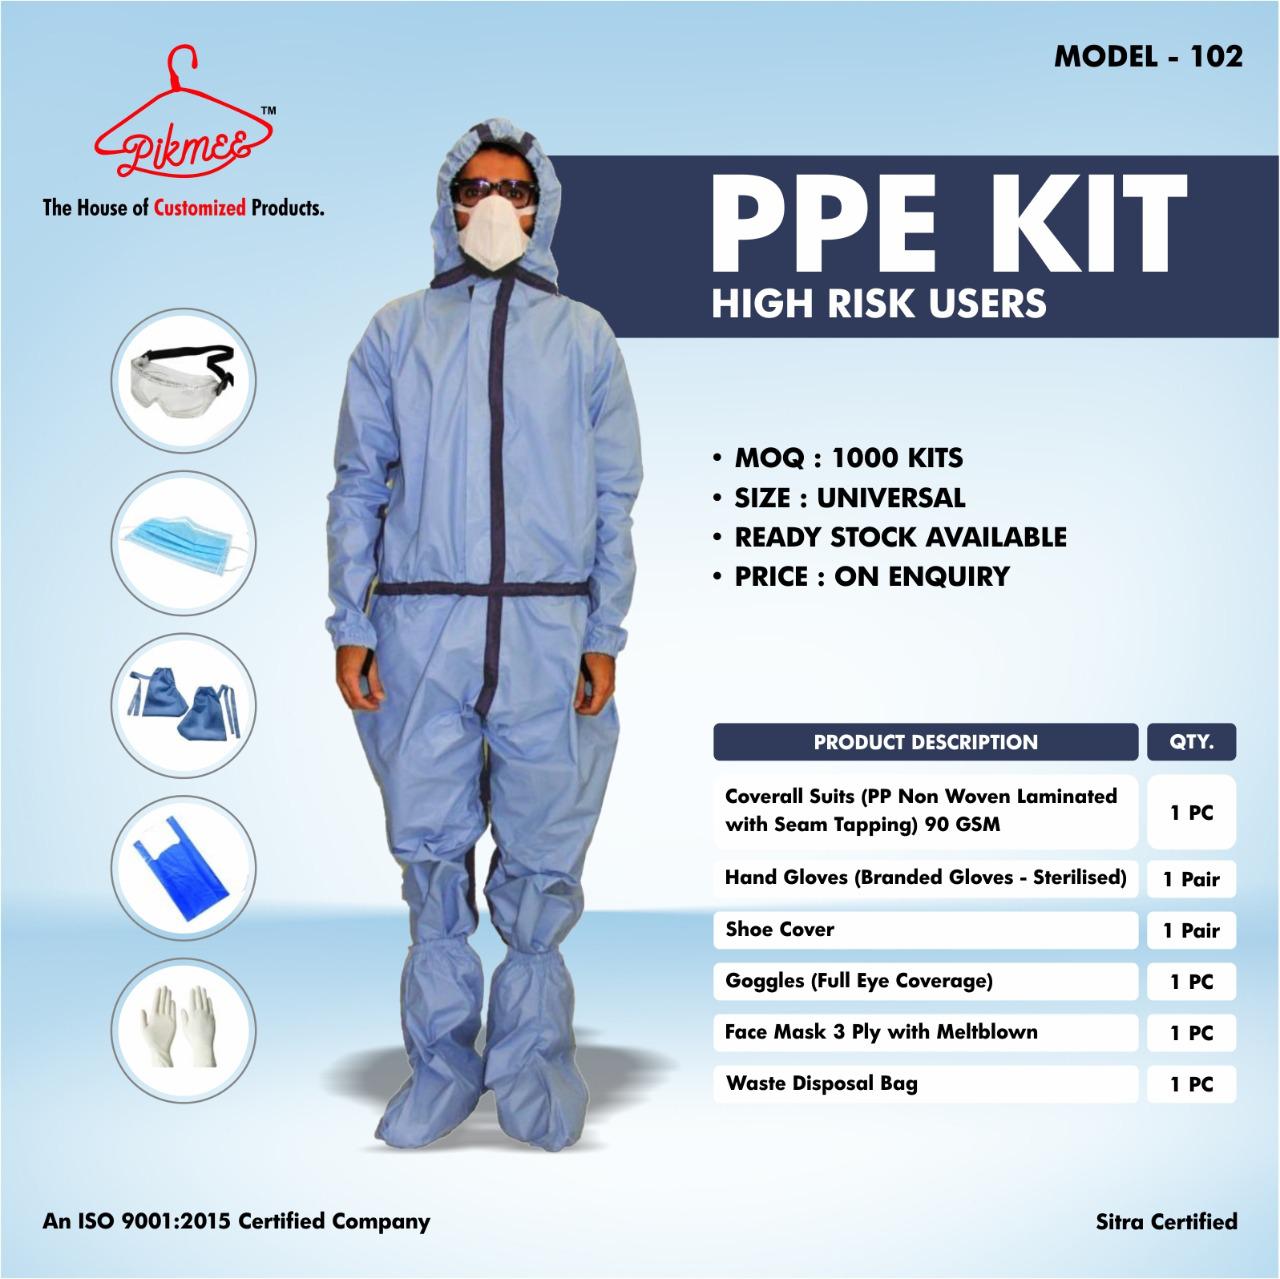 MODEL - 102
Pikmee
TM
The House of Customized Products.
PPE KIT
HIGH RISK USERS
• MOQ : 1000 KITS
• SIZE : UNIVERSAL
• READY STOCK AVAILABLE
• PRICE : ON ENQUIRY
PRODUCT DESCRIPTION QTY.
Coverall Suits (PP Non Woven Laminated
with Seam Tapping) 90 GSM 1 PC
Hand Gloves (Branded Gloves - Sterilised) 1 Pair
Shoe Cover 1 Pair
Goggles (Full Eye Coverage) 1 PC
Face Mask 3 Ply with Meltblown 1 PC
Waste Disposal Bag 1 PC
An ISO 9001:2015 Certified Company
Sitra Certified